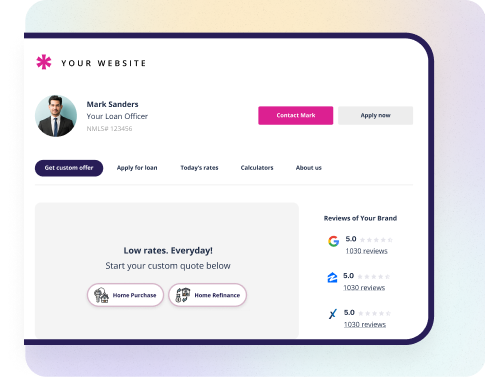 YOUR WEBSITE
Mark Sanders
Your Loan Officer
NMLS# 123456
Contact Mark
Apply now
Get custom offer
Apply for loan
Today's rates
Calculators
About us
Low rates. Everyday!
Start your custom quote below
Home Purchase
Home Refinance
Reviews of Your Brand
5.0
1030 reviews
5.0
1030 reviews
5.0
1030 reviews